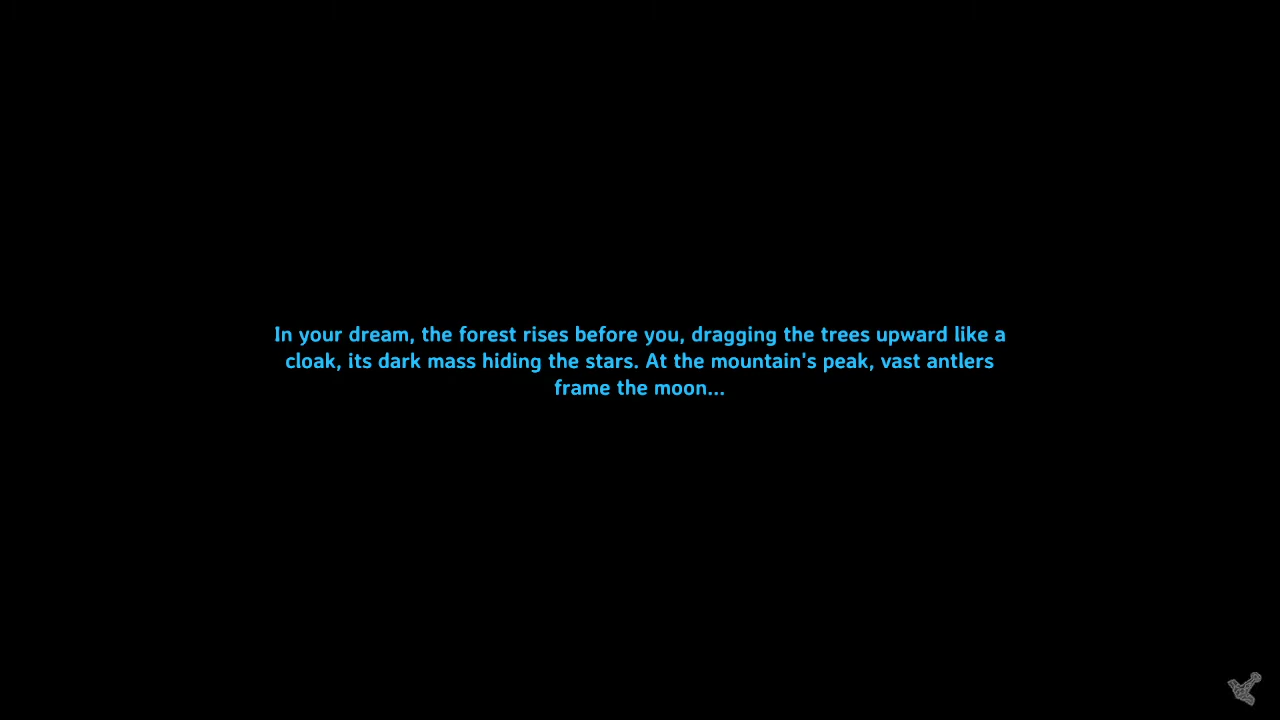 In your dream, the forest rises before you, dragging the trees upward like a
cloak, its dark mass hiding the stars. At the mountain's peak, vast antlers
frame the moon...